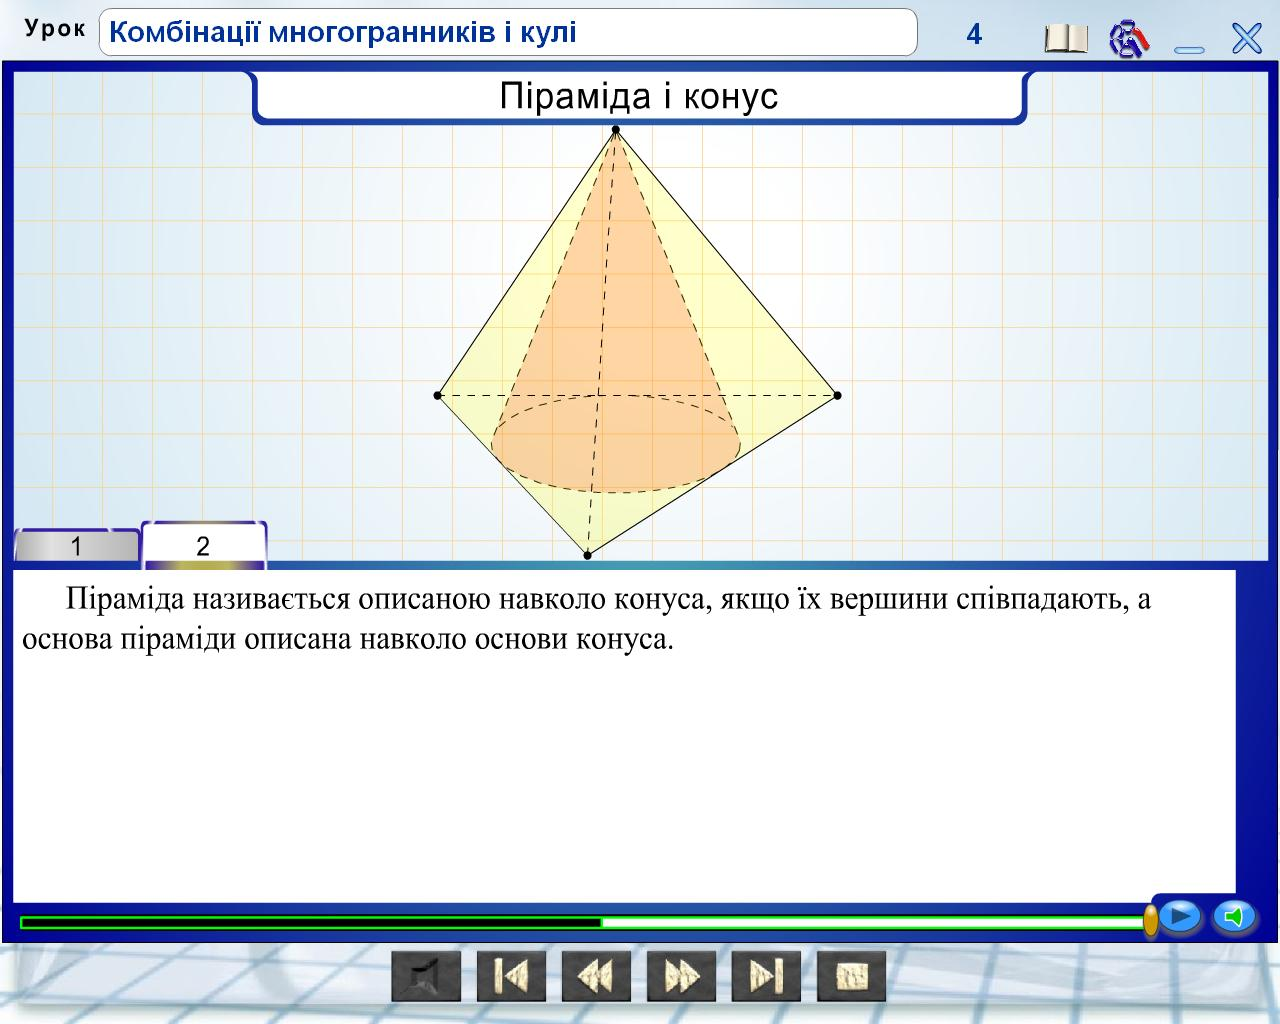 Урок
Комбінації многогранників і кулі
4
Піраміда і конус
1
2
Піраміда називається описаною навколо конуса, якщо їх вершини співпадають, а
основа піраміди описана навколо основи конуса.